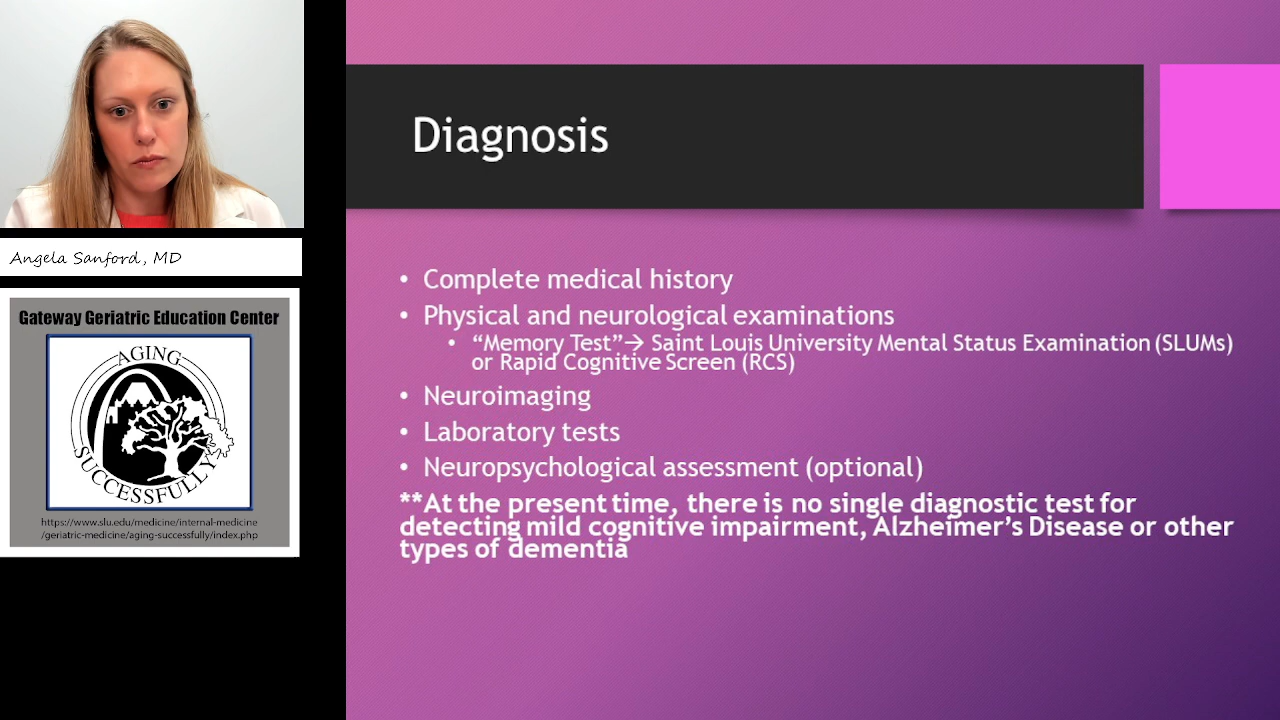 Angela Sanford, MD
Gateway Geriatric Education Center
AGING
SUCCESSFULLY
https://www.slu.edu/medicine/internal-medicine
/geriatric-medicine/aging-successfully/index.php
Diagnosis
• Complete medical history
• Physical and neurological examinations
• “Memory Test”→ Saint Louis University Mental Status Examination (SLUMs)
or Rapid Cognitive Screen (RCS)
• Neuroimaging
• Laboratory tests
• Neuropsychological assessment (optional)
**At the present time, there is no single diagnostic test for
detecting mild cognitive impairment, Alzheimer’s Disease or other
types of dementia